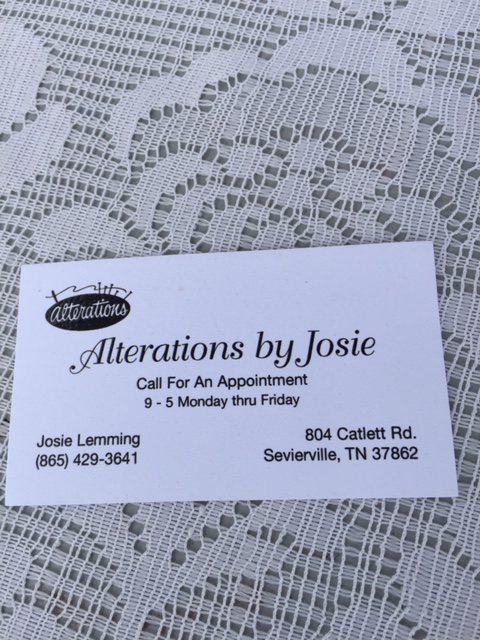 alterations
Alterations by Josie
Call For An Appointment
9 - 5 Monday thru Friday
Josie Lemming
(865) 429-3641
804 Catlett Rd.
Sevierville, TN 37862